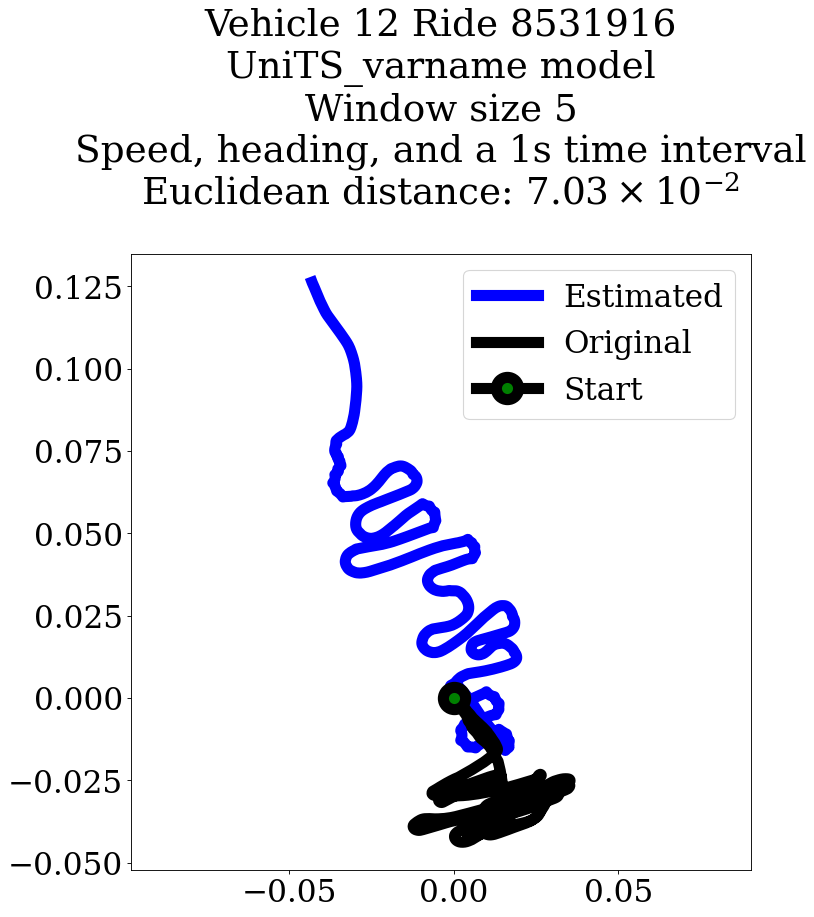 Vehicle 12 Ride 8531916
UniTS_varname model
Window size 5
Speed, heading, and a 1s time interval
Euclidean distance: 7.03 × 10⁻²
Estimated
Original
Start
0.125
0.100
0.075
0.050
0.025
0.000
−0.025
−0.050
−0.05 0.00 0.05